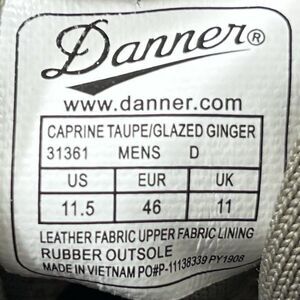 Danner®
www.danner.com
CAPRINE TAUPE/GLAZED GINGER
31361 MENS D
US EUR UK
11.5 46 11
LEATHER FABRIC UPPER FABRIC LINING
RUBBER OUTSOLE
MADE IN VIETNAM PO#P-11138339 PY1908